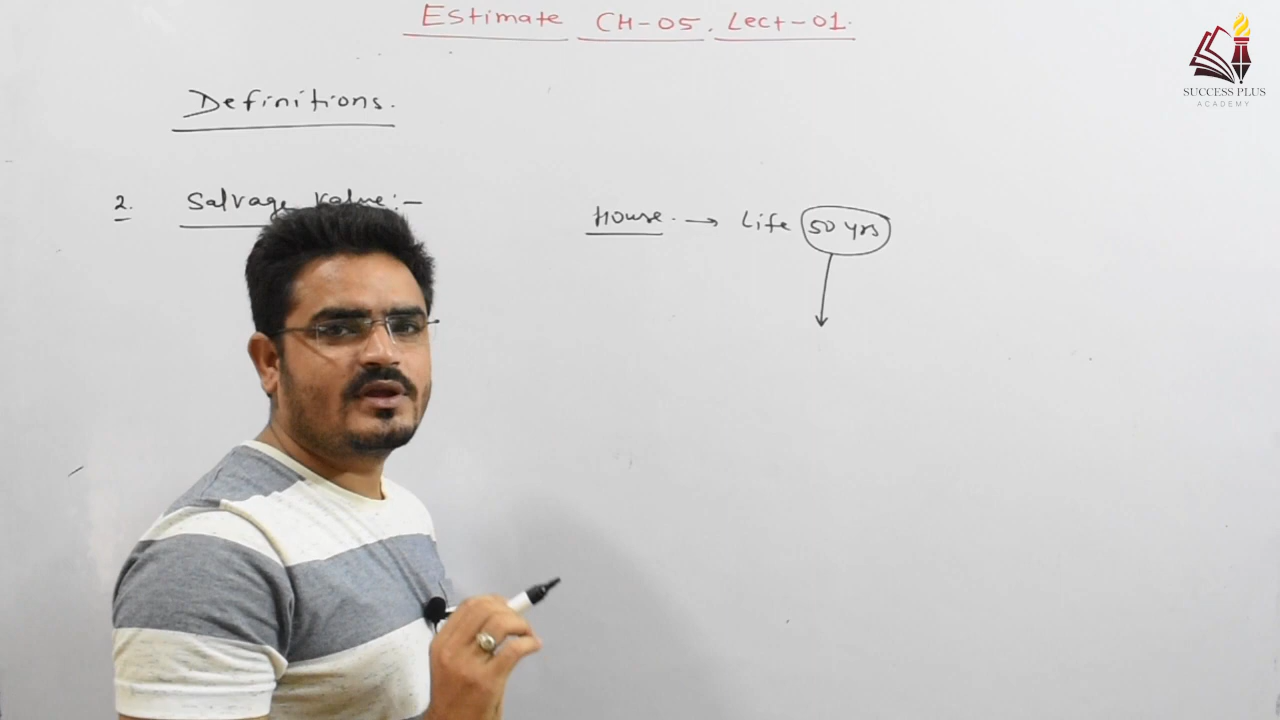 Estimate CH-05. Lect-01.
SUCCESS PLUS
ACADEMY
Definitions.
2. Salvage Value:-
House. → Life 50 yrs